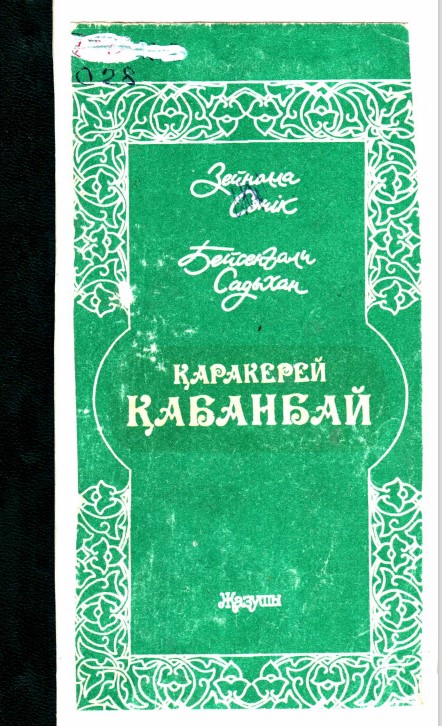 028
Зейнолла
Сәнік
Бейсенғали
Садыхан
ҚАРАКЕРЕЙ
ҚАБАНБАЙ
Жазушы